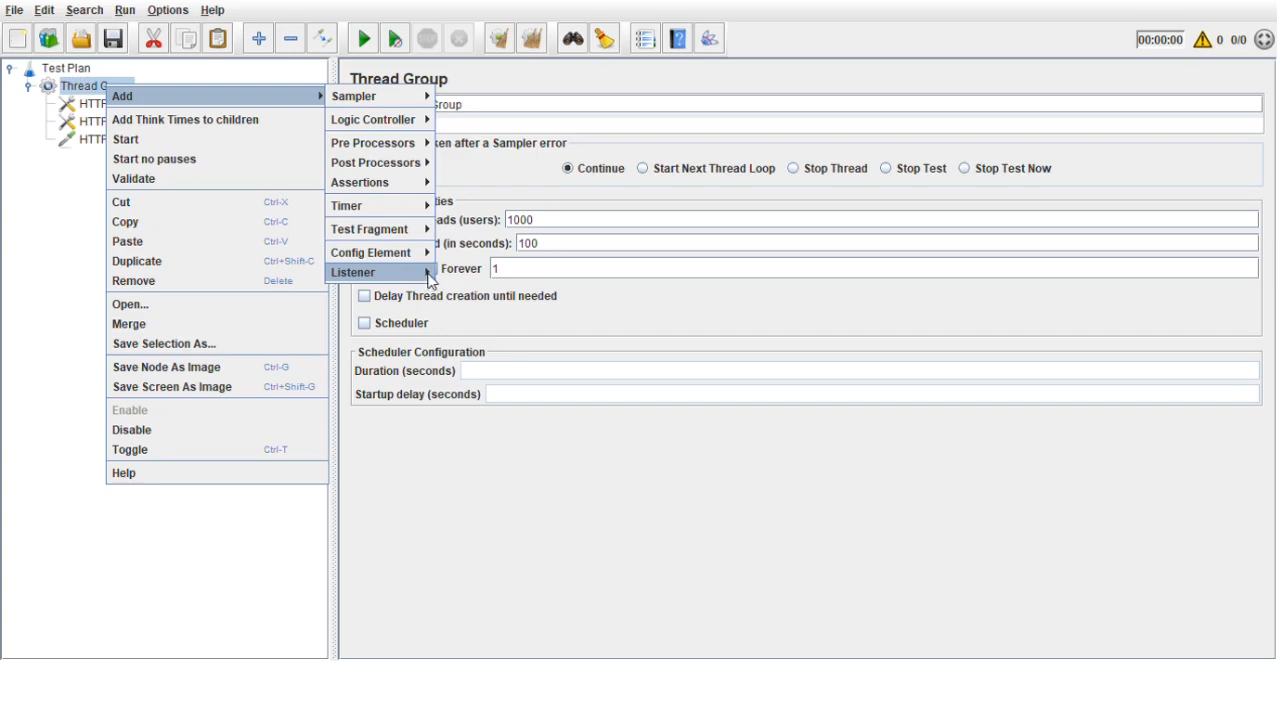 File Edit Search Run Options Help
00:00:00 0 0/0
Test Plan
Thread G
HTTP
HTTP
HTTP
Add
Add Think Times to children
Start
Start no pauses
Validate
Cut Ctrl-X
Copy Ctrl-C
Paste Ctrl-V
Duplicate Ctrl+Shift-C
Remove Delete
Open...
Merge
Save Selection As...
Save Node As Image Ctrl-G
Save Screen As Image Ctrl+Shift-G
Enable
Disable
Toggle Ctrl-T
Help
Sampler
Logic Controller
Pre Processors
Post Processors
Assertions
Timer
Test Fragment
Config Element
Listener
Thread Group
Group
ken after a Sampler error
Continue Start Next Thread Loop Stop Thread Stop Test Stop Test Now
ties
ads (users): 1000
d (in seconds): 100
Forever 1
Delay Thread creation until needed
Scheduler
Scheduler Configuration
Duration (seconds)
Startup delay (seconds)